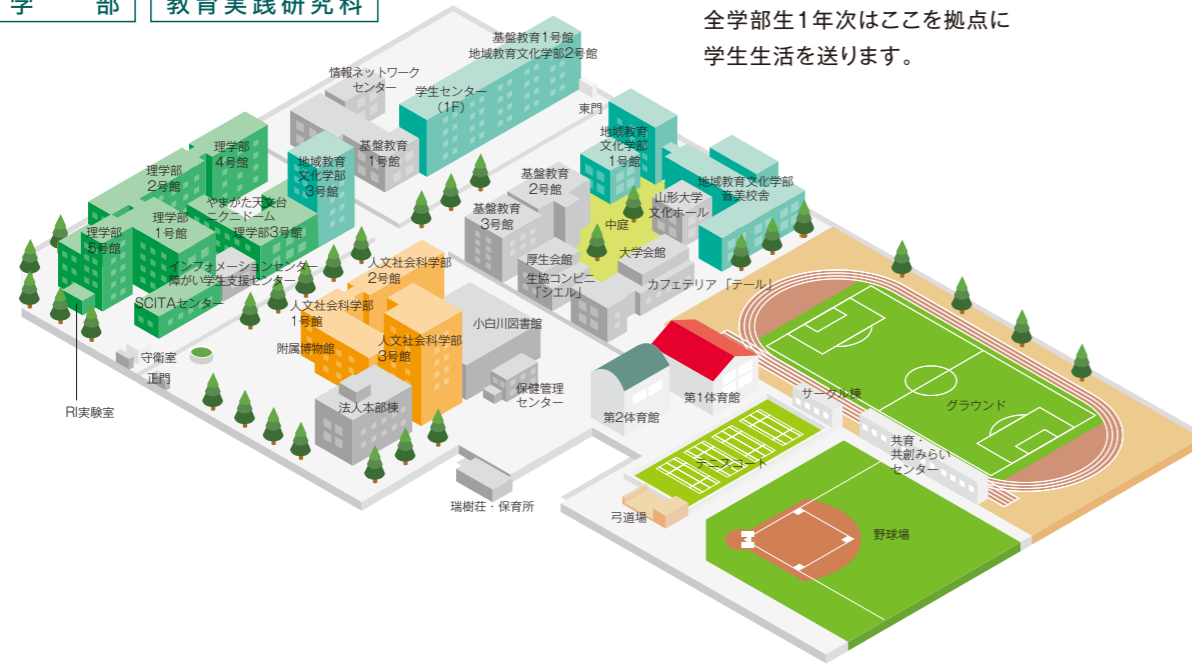 学 部
教育実践研究科
全学部生1年次はここを拠点に
学生生活を送ります。
基盤教育1号館
地域教育文化学部2号館
情報ネットワーク
センター
学生センター
(1F)
東門
基盤教育
1号館
地域教育
文化学部
1号館
理学部
4号館
理学部
2号館
地域教育
文化学部
3号館
基盤教育
2号館
地域教育文化学部
音美校舎
山形大学
文化ホール
やまがた天文台
ニクニドーム
理学部3号館
理学部
1号館
理学部
5号館
基盤教育
3号館
中庭
大学会館
厚生会館
生協コンビニ
「シエル」
カフェテリア「テール」
インフォメーションセンター
障がい学生支援センター
SCITAセンター
人文社会科学部
2号館
人文社会科学部
1号館
附属博物館
人文社会科学部
3号館
小白川図書館
守衛室
正門
RI実験室
法人本部棟
保健管理
センター
第2体育館
第1体育館
サークル棟
グラウンド
共育・
共創みらい
センター
テニスコート
瑞樹荘・保育所
弓道場
野球場